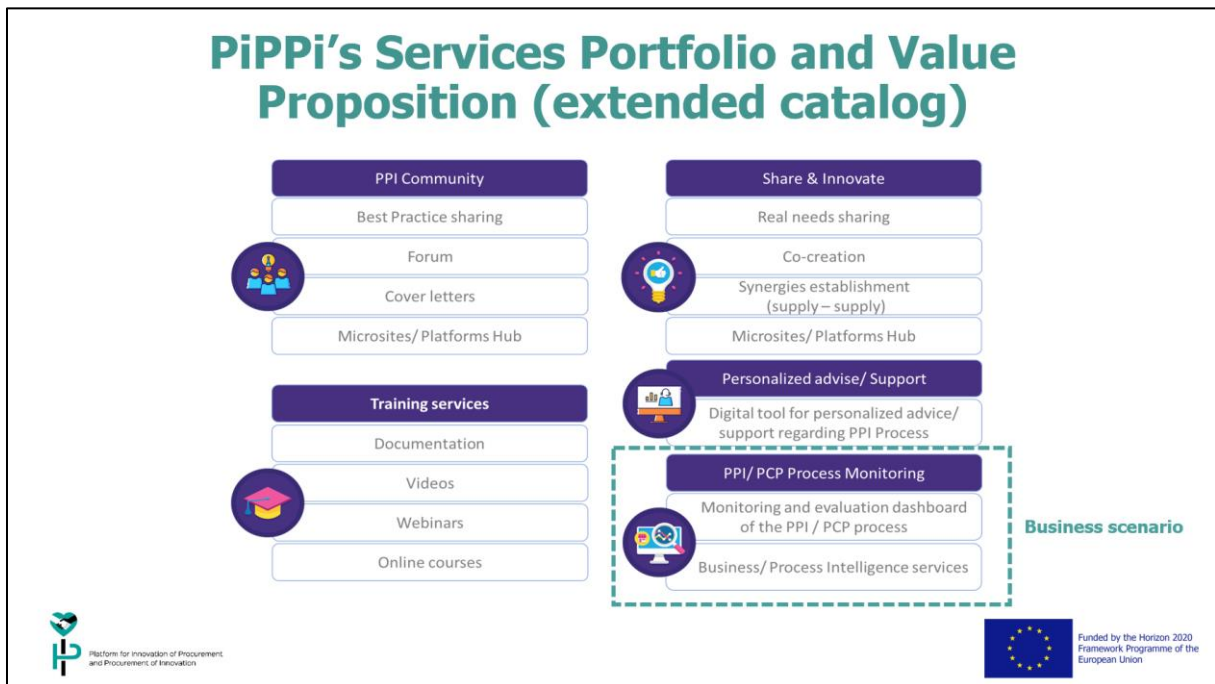 PiPPi’s Services Portfolio and Value
Proposition (extended catalog)
PPI Community
Best Practice sharing
Forum
Cover letters
Microsites/ Platforms Hub
Training services
Documentation
Videos
Webinars
Online courses
Share & Innovate
Real needs sharing
Co-creation
Synergies establishment
(supply – supply)
Microsites/ Platforms Hub
Personalized advise/ Support
Digital tool for personalized advice/
support regarding PPI Process
PPI/ PCP Process Monitoring
Monitoring and evaluation dashboard
of the PPI / PCP process
Business/ Process Intelligence services
Business scenario
Platform for Innovation of Procurement
and Procurement of Innovation
Funded by the Horizon 2020
Framework Programme of the
European Union